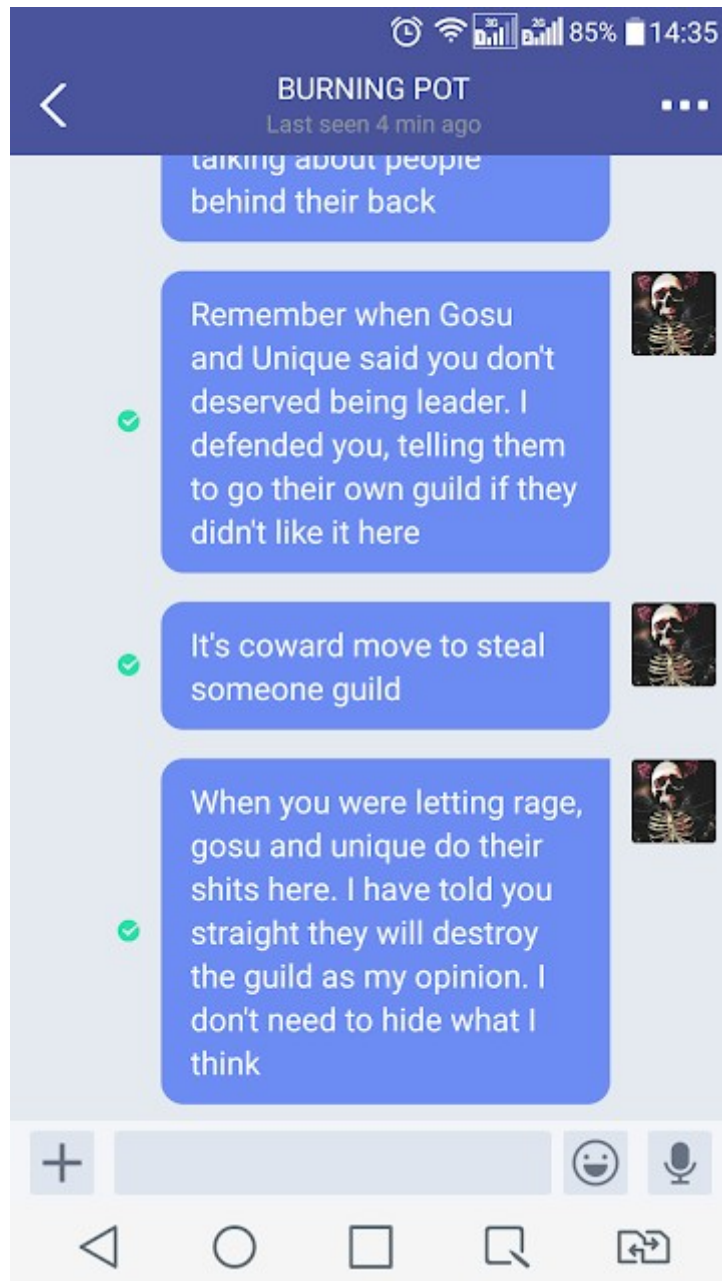 85% 14:35
BURNING POT
Last seen 4 min ago
talking about people
behind their back
Remember when Gosu
and Unique said you don't
deserved being leader. I
defended you, telling them
to go their own guild if they
didn't like it here
It's coward move to steal
someone guild
When you were letting rage,
gosu and unique do their
shits here. I have told you
straight they will destroy
the guild as my opinion. I
don't need to hide what I
think